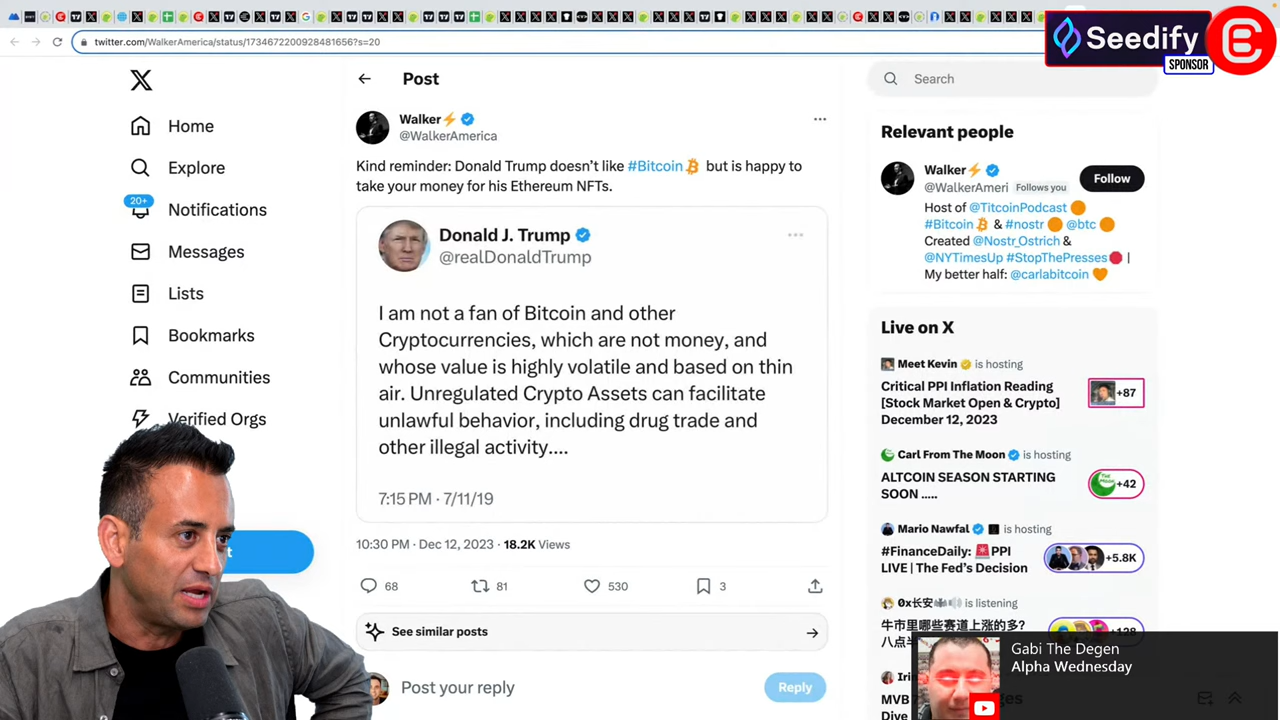 twitter.com/WalkerAmerica/status/1734672200928481656?s=20
Seedify
SPONSOR
Home
Explore
20+
Notifications
Messages
Lists
Bookmarks
Communities
Verified Orgs
Post
Walker⚡
@WalkerAmerica
Kind reminder: Donald Trump doesn’t like #Bitcoin but is happy to
take your money for his Ethereum NFTs.
Donald J. Trump
@realDonaldTrump
I am not a fan of Bitcoin and other
Cryptocurrencies, which are not money, and
whose value is highly volatile and based on thin
air. Unregulated Crypto Assets can facilitate
unlawful behavior, including drug trade and
other illegal activity....
7:15 PM · 7/11/19
10:30 PM · Dec 12, 2023 · 18.2K Views
68 81 530 3
See similar posts
Post your reply
Reply
Search
Relevant people
Walker⚡
@WalkerAmeri Follows you
Follow
Host of @TitcoinPodcast 🟠
#Bitcoin & #nostr 🟠 @btc 🟠
Created @Nostr_Ostrich &
@NYTimesUp #StopThePresses🛑 |
My better half: @carlabitcoin 🧡
Live on X
Meet Kevin is hosting
Critical PPI Inflation Reading
[Stock Market Open & Crypto]
December 12, 2023
+87
Carl From The Moon is hosting
ALTCOIN SEASON STARTING
SOON .....
+42
Mario Nawfal is hosting
#FinanceDaily: 🚨PPI
LIVE | The Fed’s Decision
+5.8K
is listening
牛市里哪些赛道上涨的多?
+128
Gabi The Degen
Alpha Wednesday
MVB
Dive